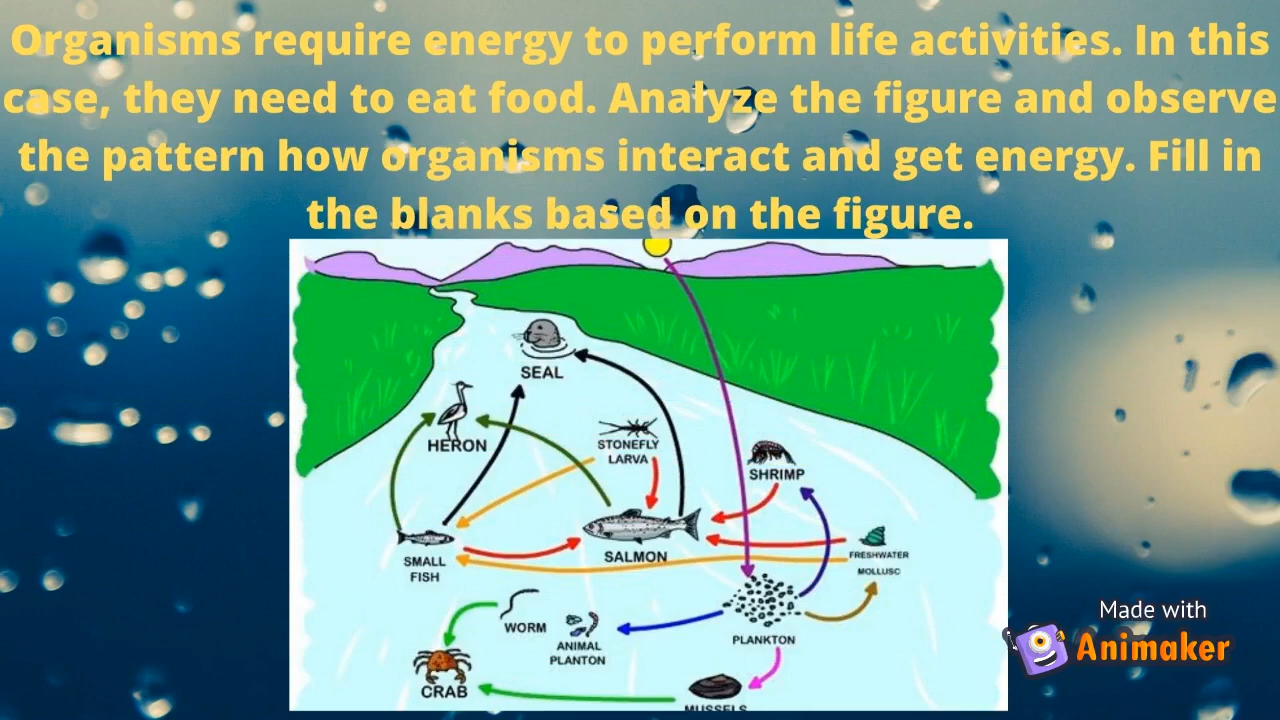 Organisms require energy to perform life activities. In this
case, they need to eat food. Analyze the figure and observe
the pattern how organisms interact and get energy. Fill in
the blanks based on the figure.
SEAL
HERON
STONEFLY
LARVA
SHRIMP
SMALL
FISH
SALMON
FRESHWATER
MOLLUSC
WORM
ANIMAL
PLANTON
PLANKTON
CRAB
MUSSELS
Made with
Animaker